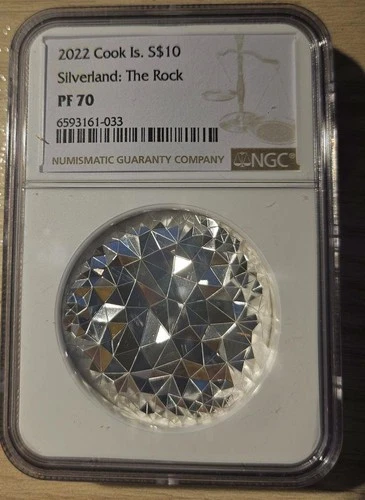 2022 Cook Is. S$10
Silverland: The Rock
PF 70
6593161-033
NUMISMATIC GUARANTY COMPANY NGC®